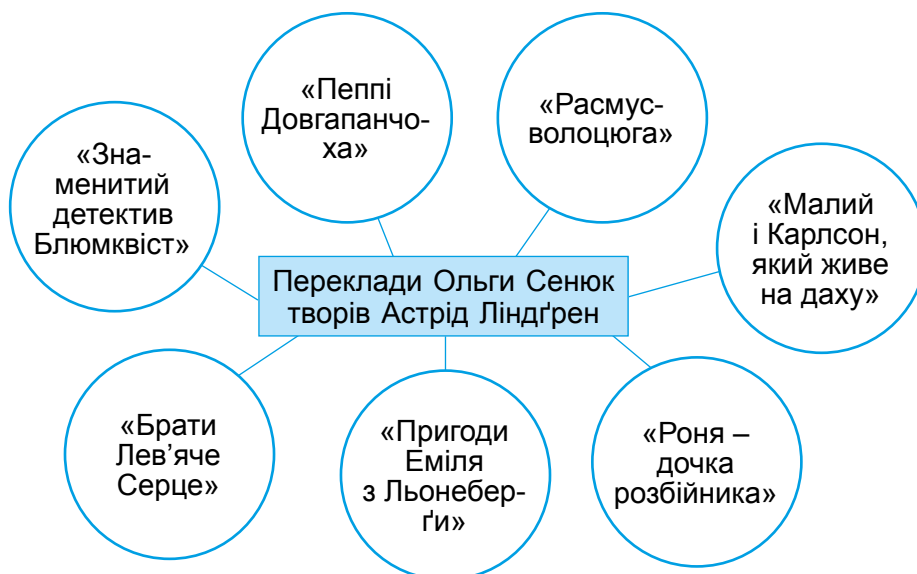 «Пеппі
Довгапанчо-
ха»
«Расмус-
волоцюга»
«Зна-
менитий
детектив
Блюмквіст»
«Малий
і Карлсон,
який живе
на даху»
Переклади Ольги Сенюк
творів Астрід Ліндґрен
«Брати
Лев’яче
Серце»
«Пригоди
Еміля
з Льонебер-
ґи»
«Роня –
дочка
розбійника»